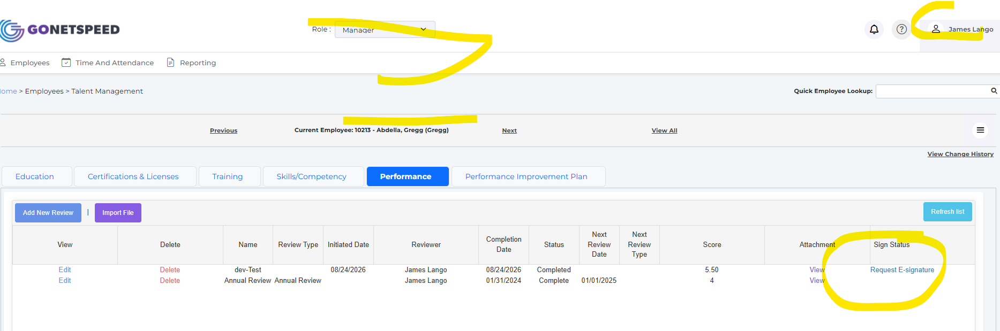 GONETSPEED
Role : Manager
James Lango
Employees Time And Attendance Reporting
ome > Employees > Talent Management
Quick Employee Lookup:
Previous Current Employee: 10213 - Abdella, Gregg (Gregg) Next View All
View Change History
Education Certifications & Licenses Training Skills/Competency Performance Performance Improvement Plan
Add New Review | Import File Refresh list
View Delete Name Review Type Initiated Date Reviewer Completion Date Status Next Review Date Next Review Type Score Attachment Sign Status
Edit Delete dev-Test 08/24/2026 James Lango 08/24/2026 Completed 5.50 View Request E-signature
Edit Delete Annual Review Annual Review James Lango 01/31/2024 Complete 01/01/2025 4 View